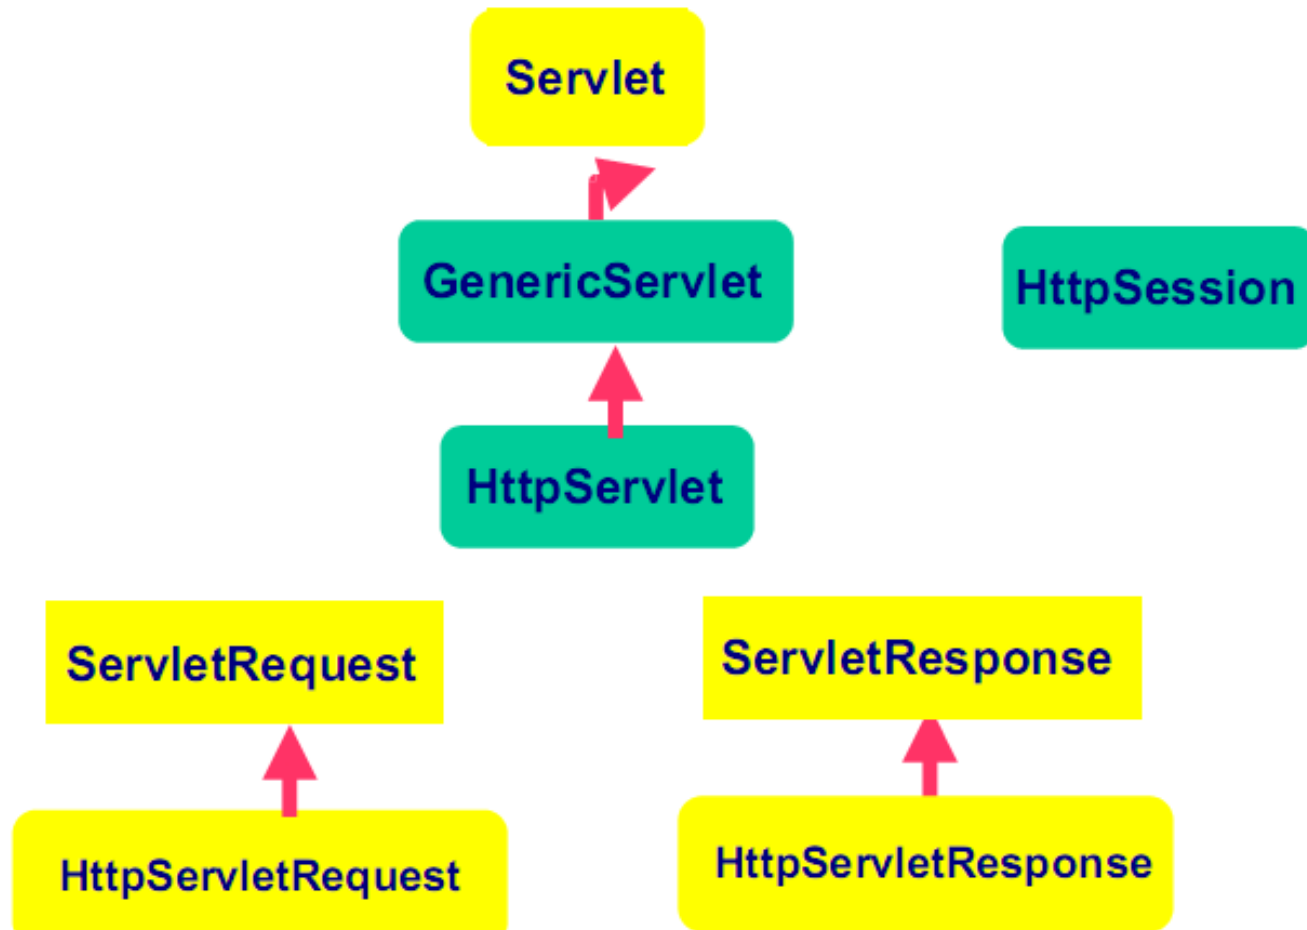 Servlet
GenericServlet
HttpSession
HttpServlet
ServletRequest
ServletResponse
HttpServletRequest
HttpServletResponse